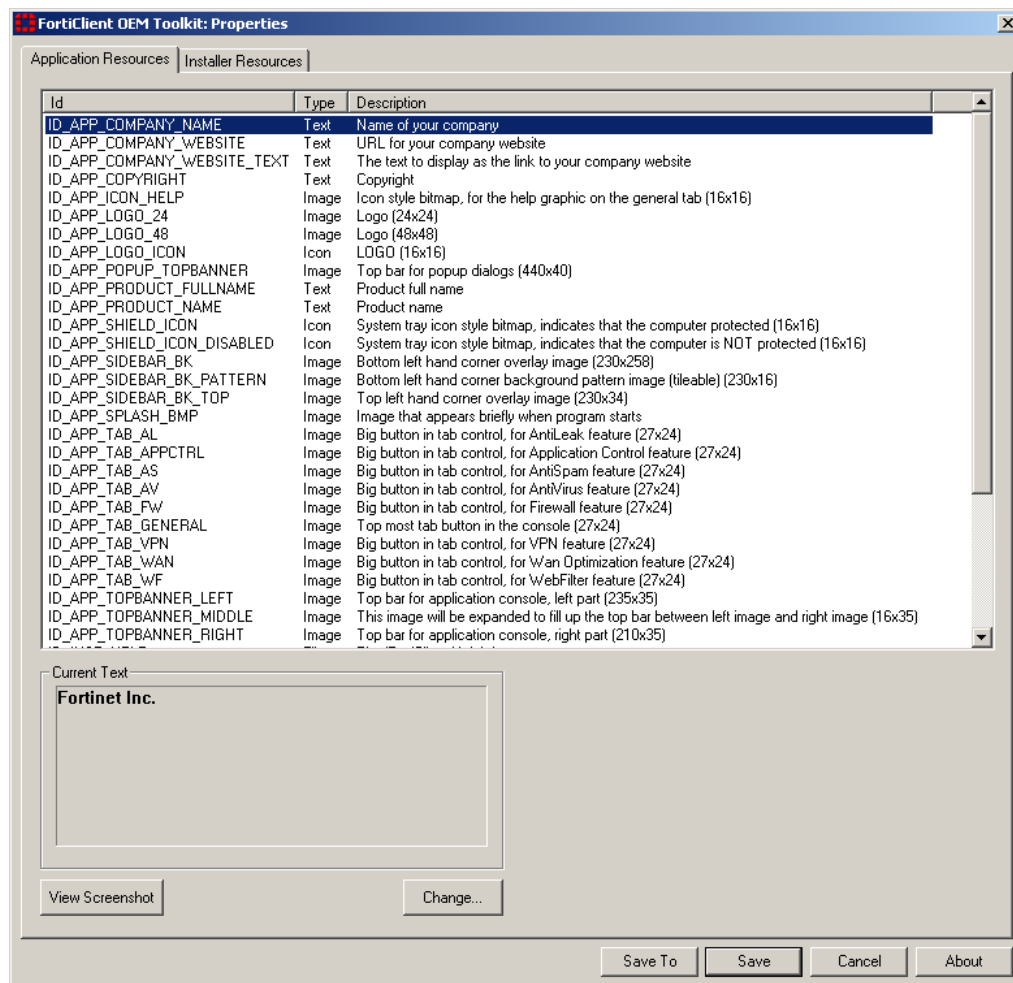 FortiClient OEM Toolkit: Properties
Application Resources Installer Resources
Id Type Description
ID_APP_COMPANY_NAME Text Name of your company
ID_APP_COMPANY_WEBSITE Text URL for your company website
ID_APP_COMPANY_WEBSITE_TEXT Text The text to display as the link to your company website
ID_APP_COPYRIGHT Text Copyright
ID_APP_ICON_HELP Image Icon style bitmap, for the help graphic on the general tab (16x16)
ID_APP_LOGO_24 Image Logo (24x24)
ID_APP_LOGO_48 Image Logo (48x48)
ID_APP_LOGO_ICON Icon LOGO (16x16)
ID_APP_POPUP_TOPBANNER Image Top bar for popup dialogs (440x40)
ID_APP_PRODUCT_FULLNAME Text Product full name
ID_APP_PRODUCT_NAME Text Product name
ID_APP_SHIELD_ICON Icon System tray icon style bitmap, indicates that the computer protected (16x16)
ID_APP_SHIELD_ICON_DISABLED Icon System tray icon style bitmap, indicates that the computer is NOT protected (16x16)
ID_APP_SIDEBAR_BK Image Bottom left hand corner overlay image (230x258)
ID_APP_SIDEBAR_BK_PATTERN Image Bottom left hand corner background pattern image (tileable) (230x16)
ID_APP_SIDEBAR_BK_TOP Image Top left hand corner overlay image (230x34)
ID_APP_SPLASH_BMP Image Image that appears briefly when program starts
ID_APP_TAB_AL Image Big button in tab control, for AntiLeak feature (27x24)
ID_APP_TAB_APPCTRL Image Big button in tab control, for Application Control feature (27x24)
ID_APP_TAB_AS Image Big button in tab control, for AntiSpam feature (27x24)
ID_APP_TAB_AV Image Big button in tab control, for AntiVirus feature (27x24)
ID_APP_TAB_FW Image Big button in tab control, for Firewall feature (27x24)
ID_APP_TAB_GENERAL Image Top most tab button in the console (27x24)
ID_APP_TAB_VPN Image Big button in tab control, for VPN feature (27x24)
ID_APP_TAB_WAN Image Big button in tab control, for Wan Optimization feature (27x24)
ID_APP_TAB_WF Image Big button in tab control, for WebFilter feature (27x24)
ID_APP_TOPBANNER_LEFT Image Top bar for application console, left part (235x35)
ID_APP_TOPBANNER_MIDDLE Image This image will be expanded to fill up the top bar between left image and right image (16x35)
ID_APP_TOPBANNER_RIGHT Image Top bar for application console, right part (210x35)
Current Text
Fortinet Inc.
View Screenshot Change...
Save To Save Cancel About